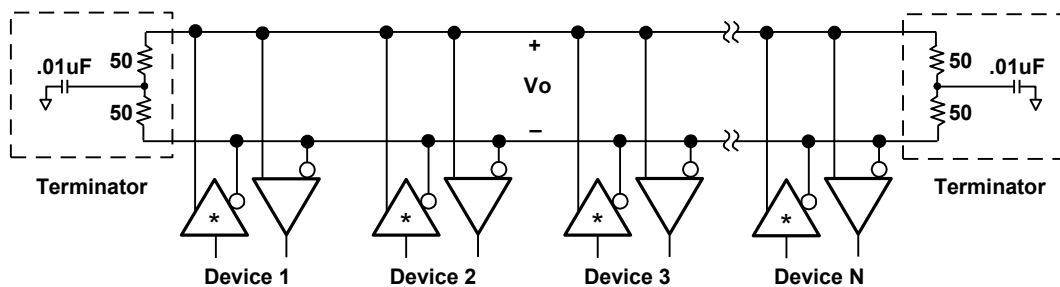 50
.01uF
50
Terminator
+
Vo
–
50
.01uF
50
Terminator
*
*
*
*
Device 1
Device 2
Device 3
Device N